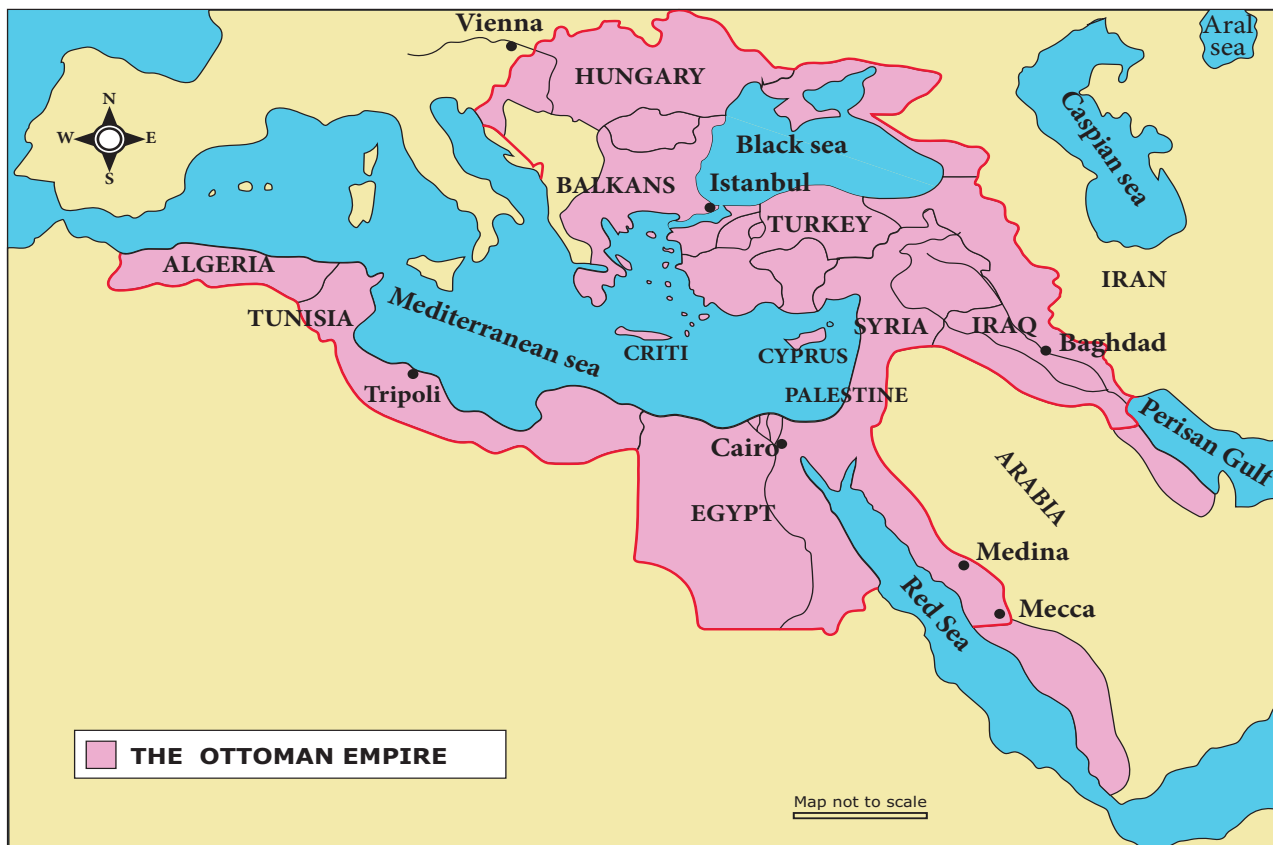 Vienna
Aral
sea
HUNGARY
N
W
E
S
Caspian sea
Black sea
BALKANS
Istanbul
TURKEY
ALGERIA
IRAN
TUNISIA
Mediterranean sea
SYRIA
IRAQ
Baghdad
CRITI
CYPRUS
Tripoli
PALESTINE
Perisan Gulf
Cairo
ARABIA
EGYPT
Medina
Red Sea
Mecca
THE OTTOMAN EMPIRE
Map not to scale